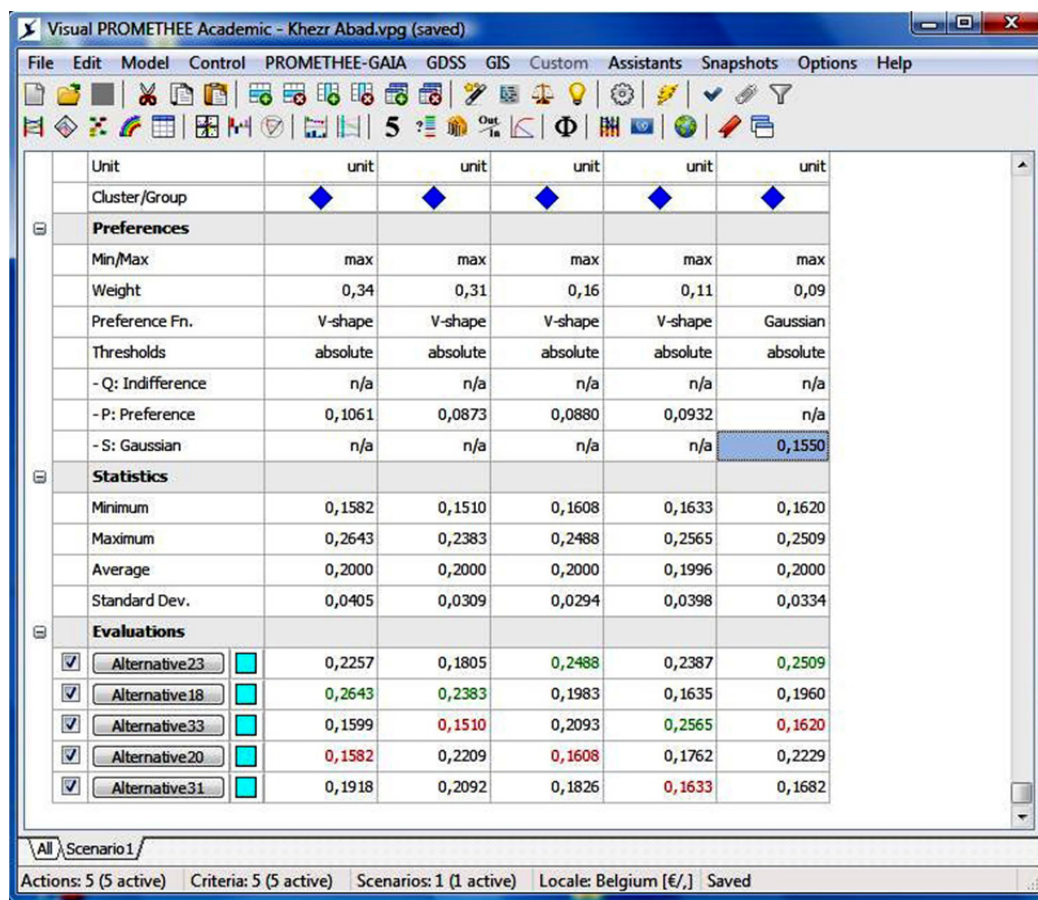 Visual PROMETHEE Academic - Khezr Abad.vpg (saved)
File Edit Model Control PROMETHEE-GAIA GDSS GIS Custom Assistants Snapshots Options Help
5 Out In Φ
Unit unit unit unit unit unit
Cluster/Group
Preferences
Min/Max max max max max max
Weight 0,34 0,31 0,16 0,11 0,09
Preference Fn. V-shape V-shape V-shape V-shape Gaussian
Thresholds absolute absolute absolute absolute absolute
- Q: Indifference n/a n/a n/a n/a n/a
- P: Preference 0,1061 0,0873 0,0880 0,0932 n/a
- S: Gaussian n/a n/a n/a n/a 0,1550
Statistics
Minimum 0,1582 0,1510 0,1608 0,1633 0,1620
Maximum 0,2643 0,2383 0,2488 0,2565 0,2509
Average 0,2000 0,2000 0,2000 0,1996 0,2000
Standard Dev. 0,0405 0,0309 0,0294 0,0398 0,0334
Evaluations
Alternative23 0,2257 0,1805 0,2488 0,2387 0,2509
Alternative18 0,2643 0,2383 0,1983 0,1635 0,1960
Alternative33 0,1599 0,1510 0,2093 0,2565 0,1620
Alternative20 0,1582 0,2209 0,1608 0,1762 0,2229
Alternative31 0,1918 0,2092 0,1826 0,1633 0,1682
All Scenario1
Actions: 5 (5 active) Criteria: 5 (5 active) Scenarios: 1 (1 active) Locale: Belgium [€/,] Saved